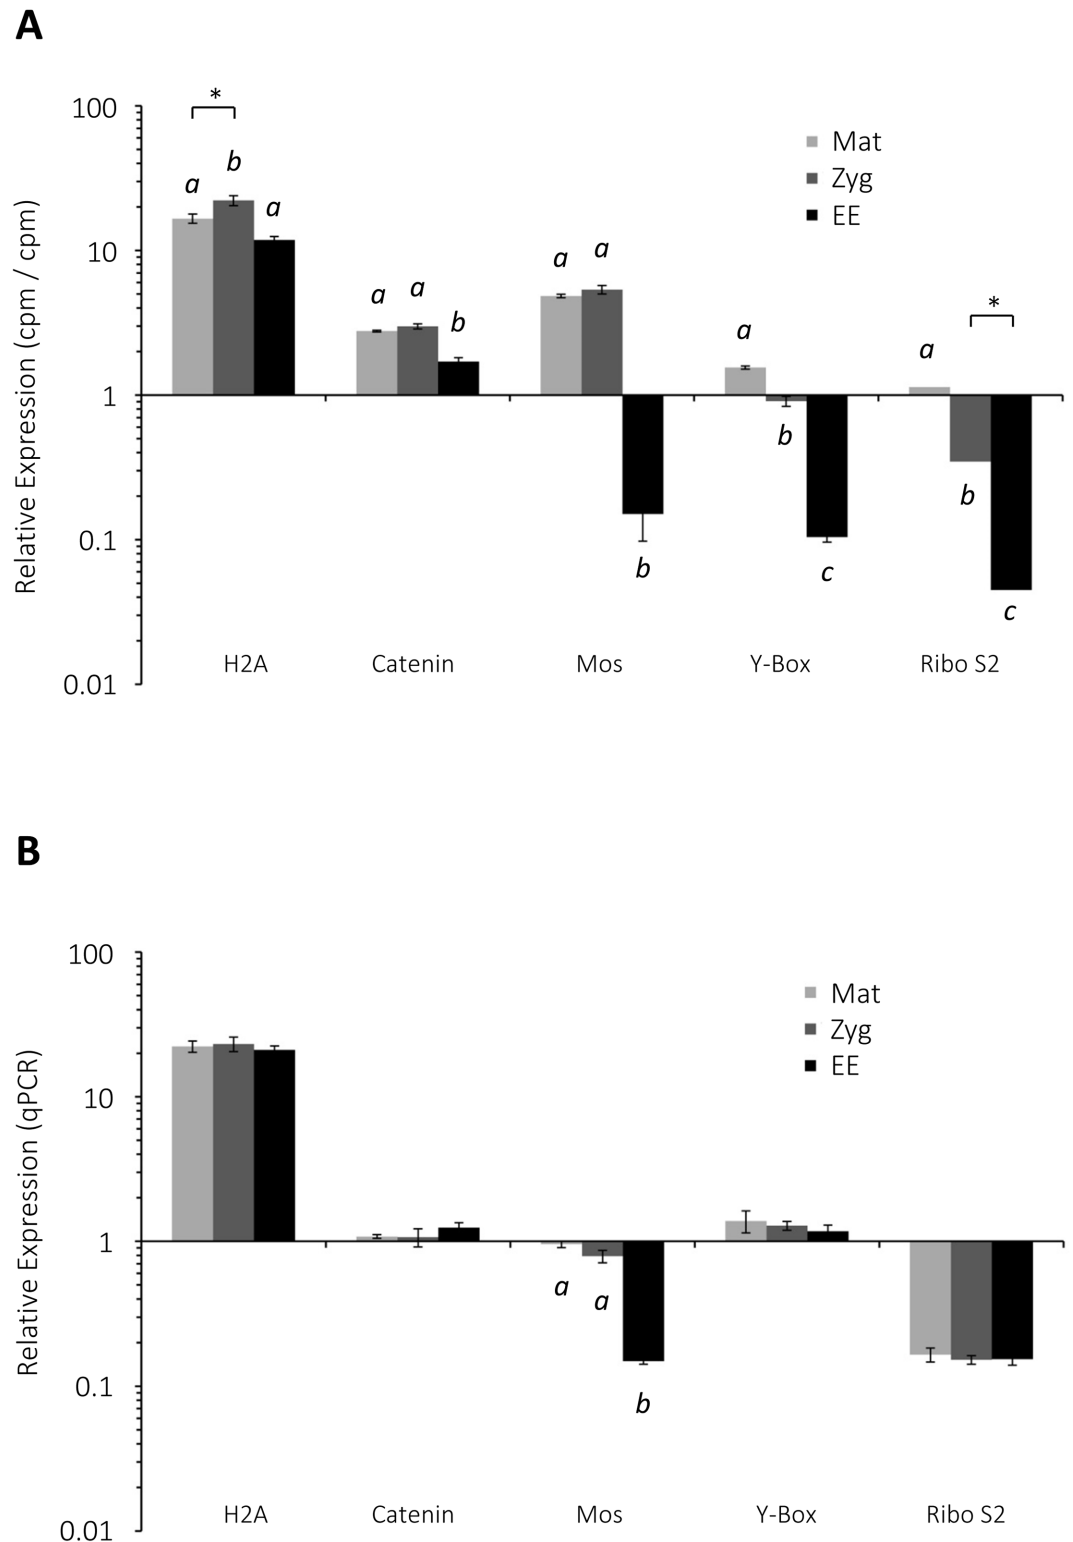 A
Relative Expression (cpm / cpm)
100
10
1
0.1
0.01
*
a
b
a
a
a
b
a
a
b
a
b
c
*
a
b
c
Mat
Zyg
EE
H2A
Catenin
Mos
Y-Box
Ribo S2
B
Relative Expression (qPCR)
100
10
1
0.1
0.01
Mat
Zyg
EE
a
a
b
H2A
Catenin
Mos
Y-Box
Ribo S2